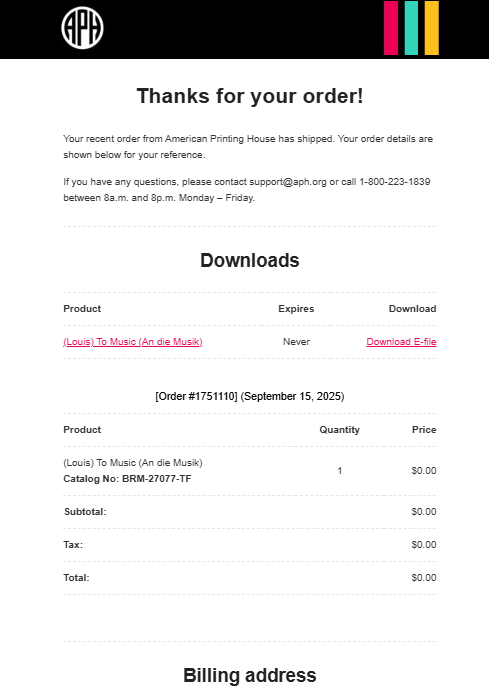 APH
Thanks for your order!
Your recent order from American Printing House has shipped. Your order details are
shown below for your reference.
If you have any questions, please contact support@aph.org or call 1-800-223-1839
between 8a.m. and 8p.m. Monday – Friday.
Downloads
Product Expires Download
(Louis) To Music (An die Musik) Never Download E-file
[Order #1751110] (September 15, 2025)
Product Quantity Price
(Louis) To Music (An die Musik) 1 $0.00
Catalog No: BRM-27077-TF
Subtotal: $0.00
Tax: $0.00
Total: $0.00
Billing address